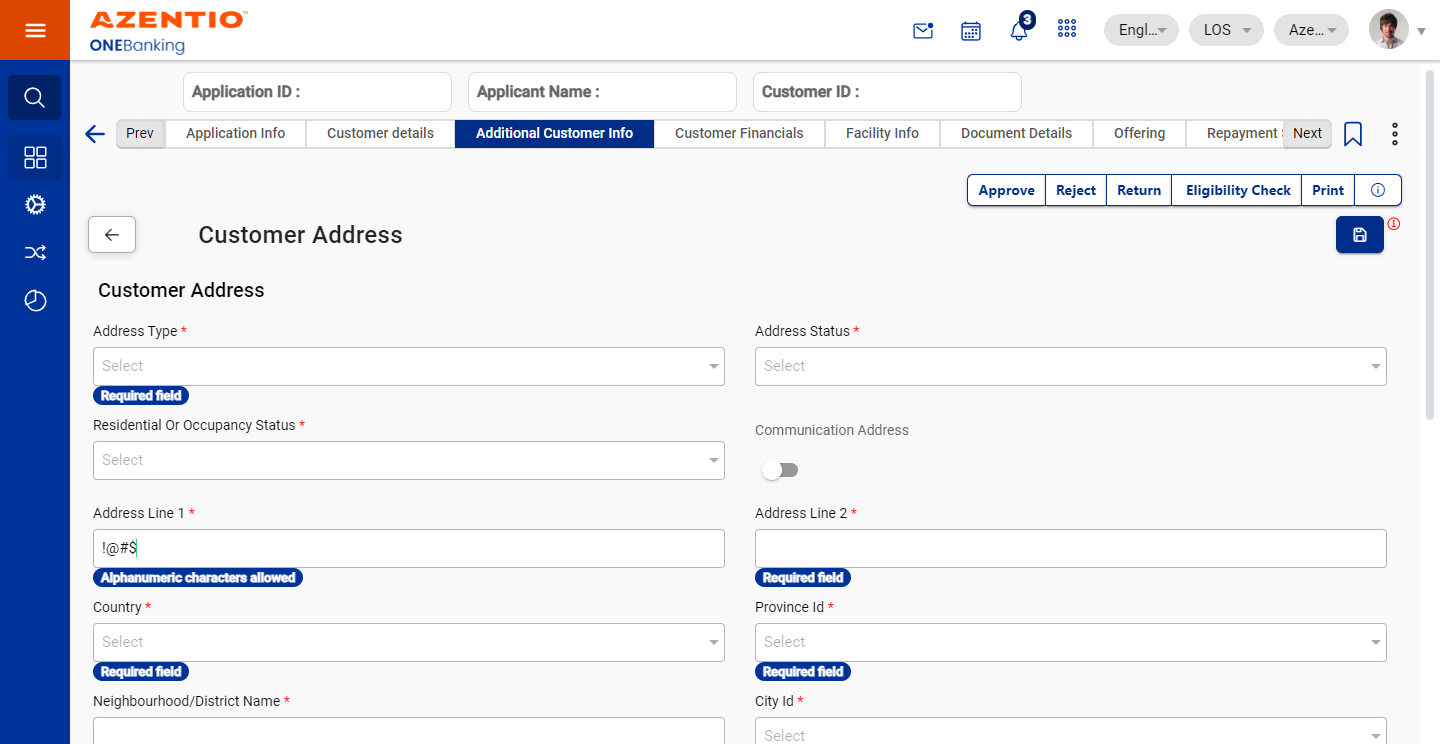 AZENTIO™
ONEBanking
3
Engl...
LOS
Aze...
Application ID :
Applicant Name :
Customer ID :
Prev
Application Info
Customer details
Additional Customer Info
Customer Financials
Facility Info
Document Details
Offering
Repayment S
Next
Approve
Reject
Return
Eligibility Check
Print
Customer Address
Customer Address
Address Type *
Address Status *
Select
Select
Required field
Residential Or Occupancy Status *
Communication Address
Select
Address Line 1 *
Address Line 2 *
!@#$
Alphanumeric characters allowed
Required field
Country *
Province Id *
Select
Select
Required field
Required field
Neighbourhood/District Name *
City Id *
Select